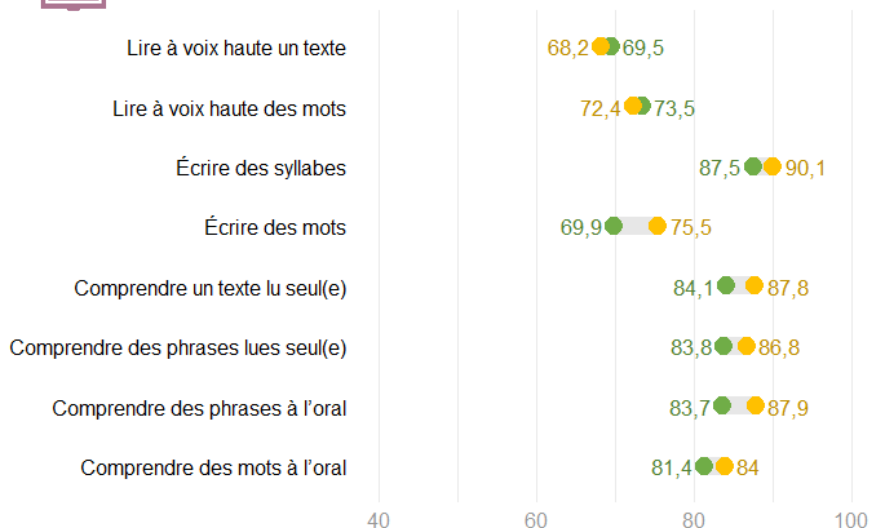 Lire à voix haute un texte 68,2 69,5
Lire à voix haute des mots 72,4 73,5
Écrire des syllabes 87,5 90,1
Écrire des mots 69,9 75,5
Comprendre un texte lu seul(e) 84,1 87,8
Comprendre des phrases lues seul(e) 83,8 86,8
Comprendre des phrases à l’oral 83,7 87,9
Comprendre des mots à l’oral 81,4 84
40 60 80 100